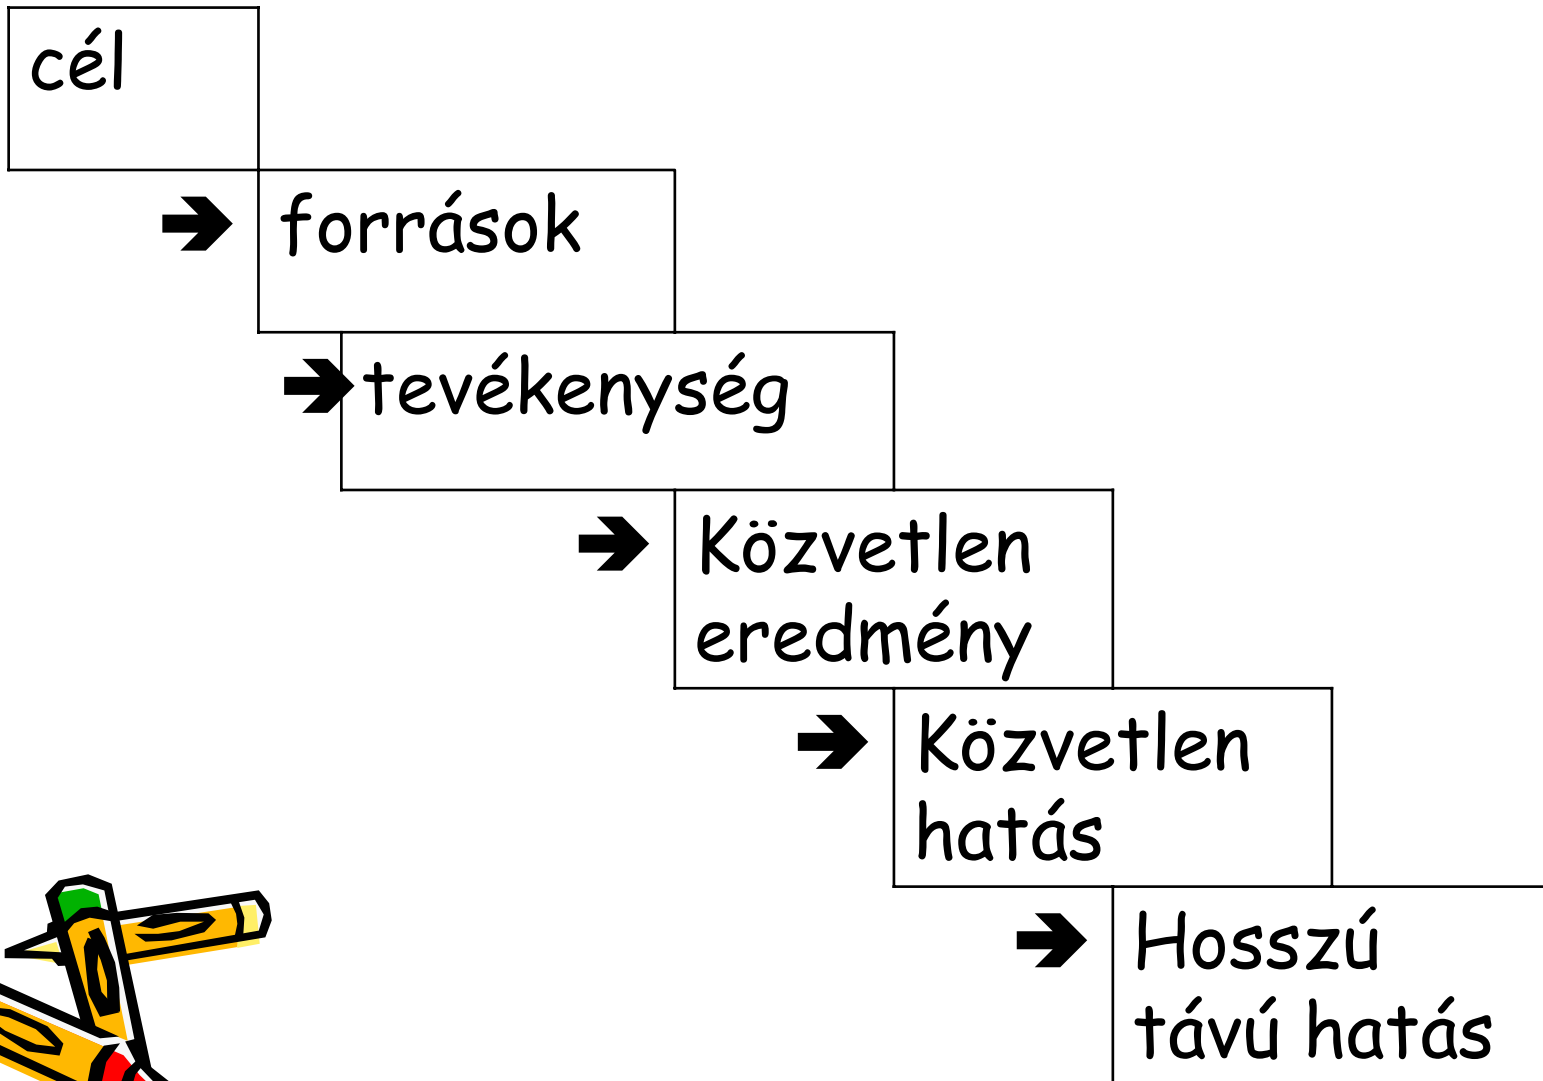 cél
források
tevékenység
Közvetlen
eredmény
Közvetlen
hatás
Hosszú
távú hatás